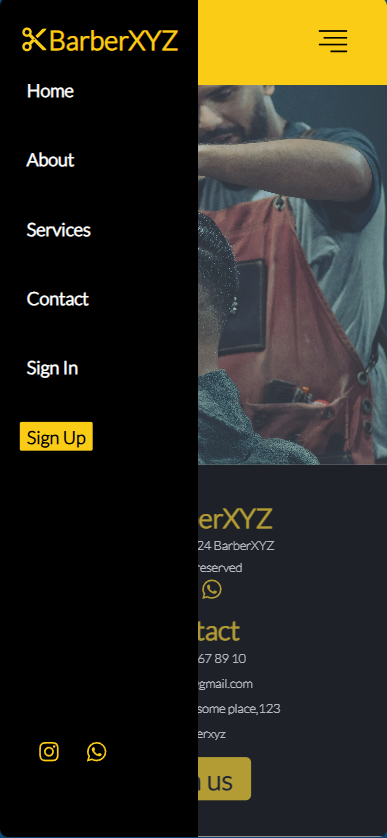 BarberXYZ
Home
About
Services
Contact
Sign In
Sign Up
erXYZ
24 BarberXYZ
reserved
tact
67 89 10
@gmail.com
some place,123
erxyz
us